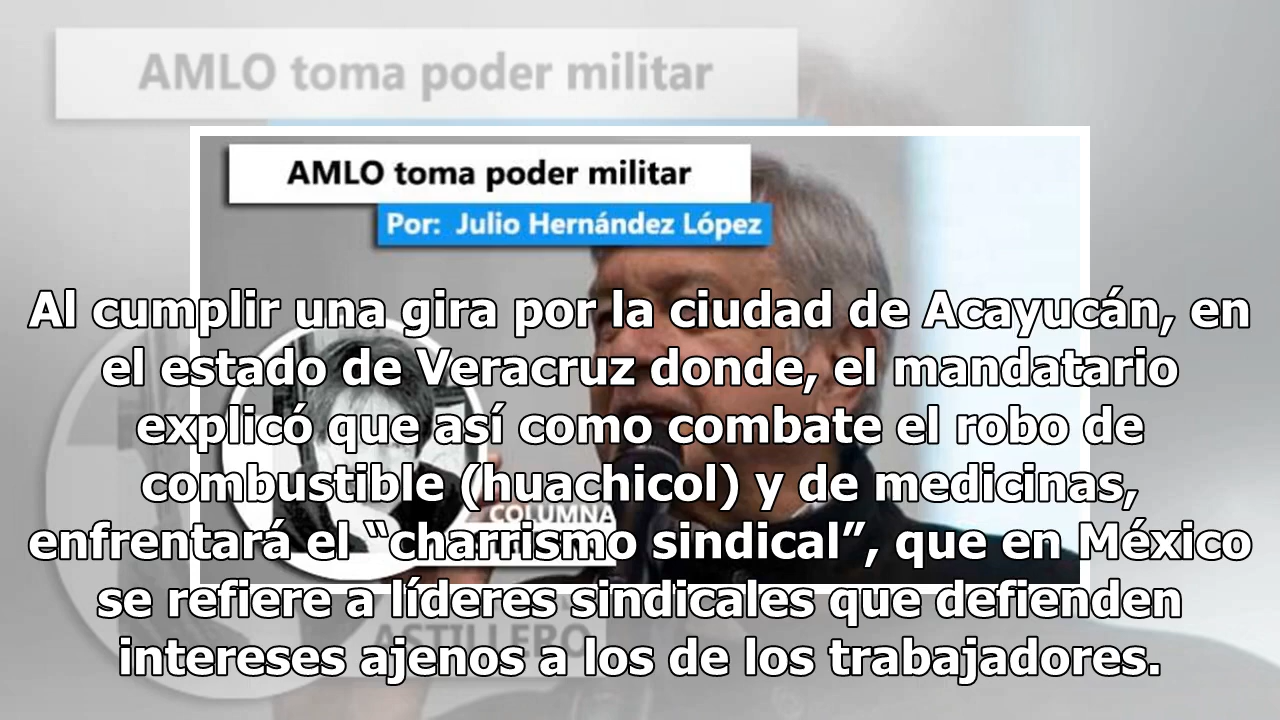 AMLO toma poder militar
AMLO toma poder militar
Por: Julio Hernández López
Al cumplir una gira por la ciudad de Acayucán, en
el estado de Veracruz donde, el mandatario
explicó que así como combate el robo de
combustible (huachicol) y de medicinas,
COLUMNA
enfrentará el “charrismo sindical”, que en México
se refiere a líderes sindicales que defienden
ASTILLERO
intereses ajenos a los de los trabajadores.